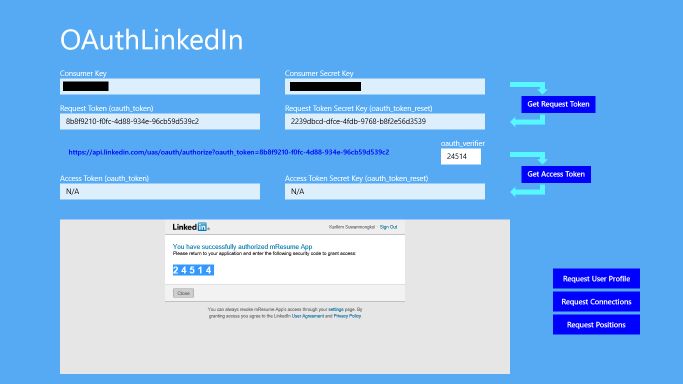 OAuthLinkedIn
Consumer Key
Consumer Secret Key
Get Request Token
Request Token (oauth_token)
Request Token Secret Key (oauth_token_reset)
8b8f9210-f0fc-4d88-934e-96cb59d539c2
2239dbcd-dfce-4fdb-9768-b8f2e56d3539
https://api.linkedin.com/uas/oauth/authorize?oauth_token=8b8f9210-f0fc-4d88-934e-96cb59d539c2
oauth_verifier
24514
Get Access Token
Access Token (oauth_token)
Access Token Secret Key (oauth_token_reset)
N/A
N/A
Linked in
Sign Out
You have successfully authorized mResume App
Please return to your application and enter the following security code to grant access:
24514
Close
You can always revoke mResume App's access through your settings page. By
granting access you agree to the LinkedIn User Agreement and Privacy Policy
Request User Profile
Request Connections
Request Positions